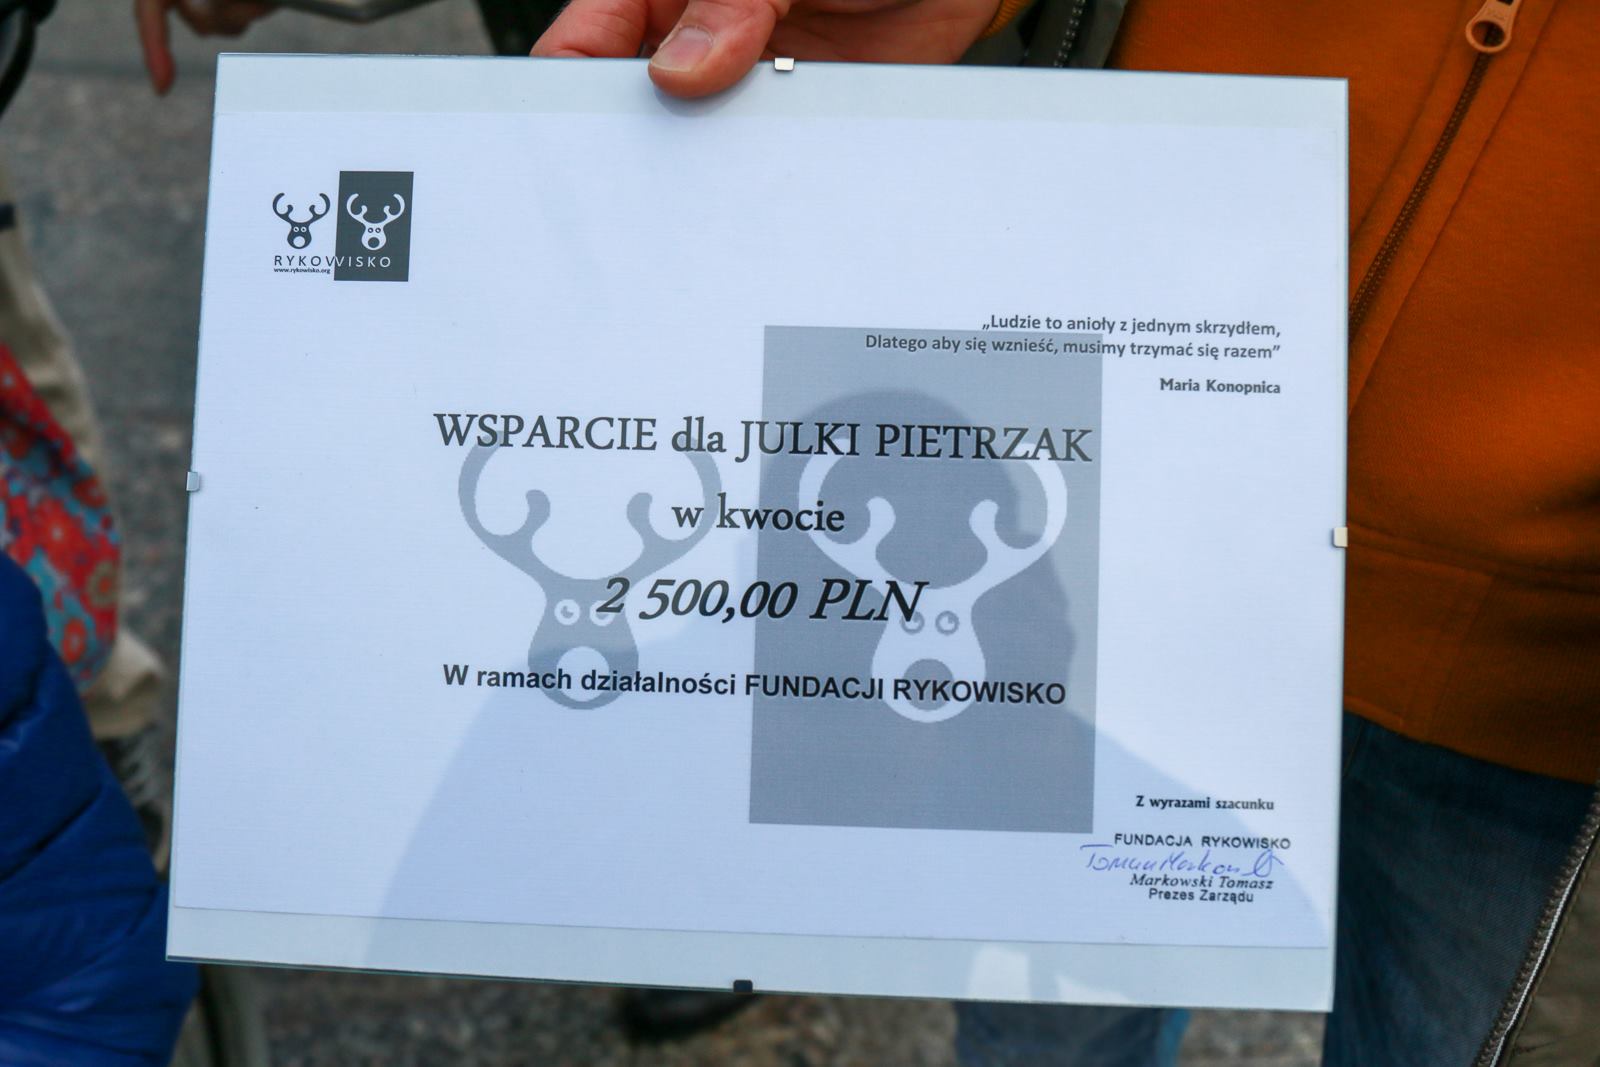 RYKOWISKO
www.rykowisko.org
„Ludzie to anioły z jednym skrzydłem,
Dlatego aby się wznieść, musimy trzymać się razem”
Maria Konopnica
WSPARCIE dla JULKI PIETRZAK
w kwocie
2 500,00 PLN
W ramach działalności FUNDACJI RYKOWISKO
Z wyrazami szacunku
FUNDACJA RYKOWISKO
Markowski Tomasz
Prezes Zarządu